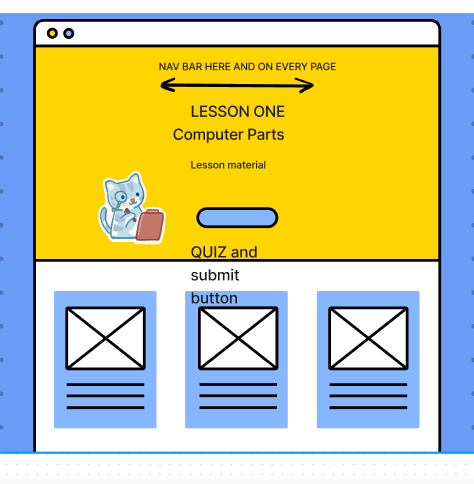 NAV BAR HERE AND ON EVERY PAGE
LESSON ONE
Computer Parts
Lesson material
QUIZ and
submit
button